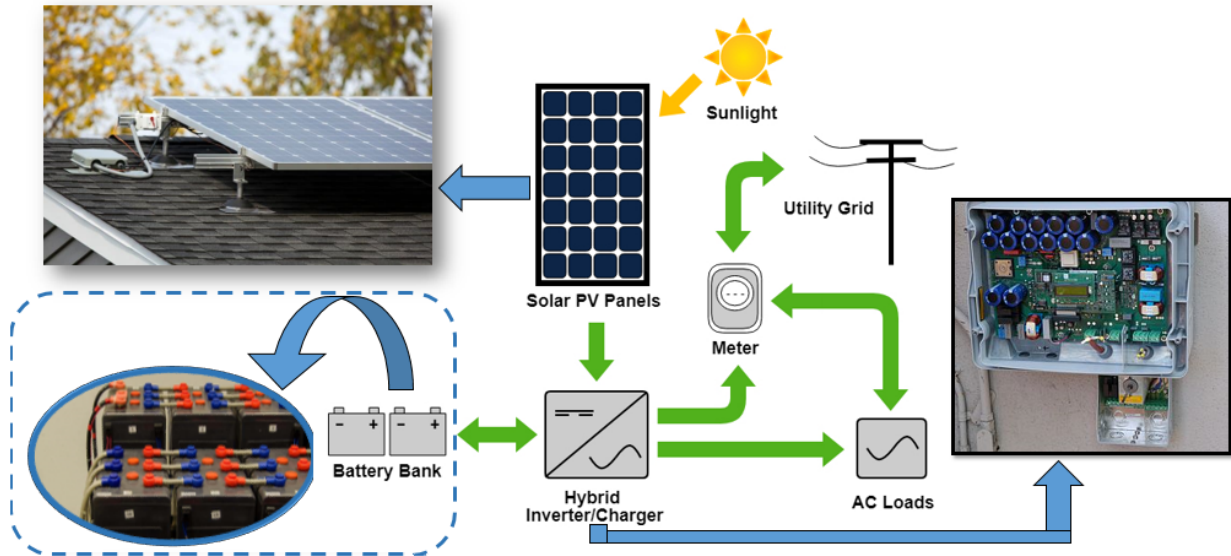 Sunlight
Utility Grid
Solar PV Panels
Meter
Battery Bank
Hybrid
Inverter/Charger
AC Loads